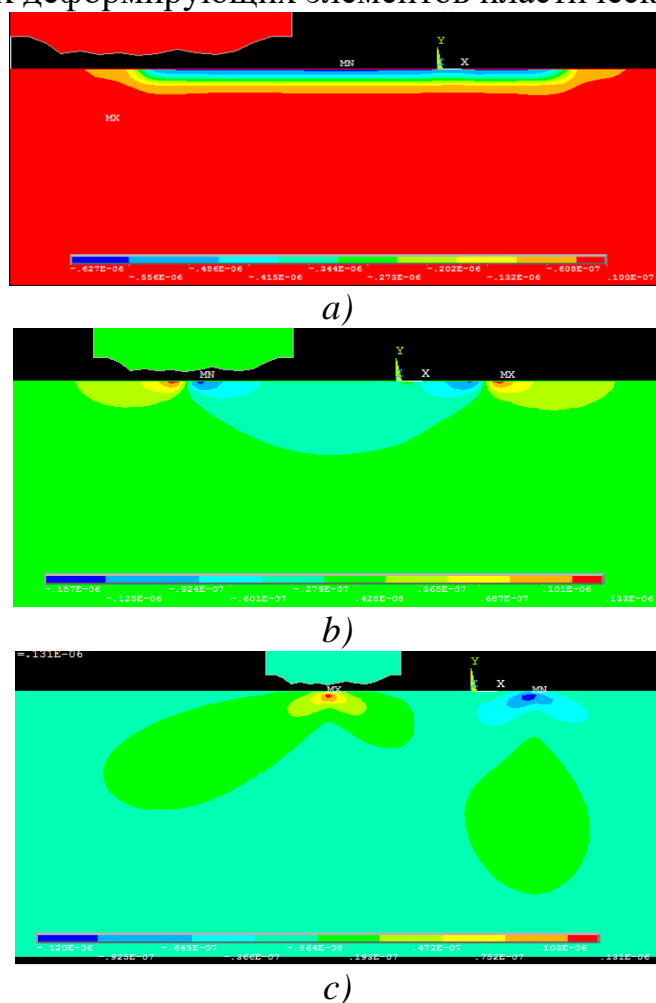 к деформирующих элементов пластическ
Y
MN X
MX
-.627E-06 -.486E-06 -.344E-06 -.202E-06 -.608E-07
-.556E-06 -.415E-06 -.273E-06 -.132E-06 .100E-07
a)
Y
MN X MX
-.157E-06 -.924E-07 -.279E-07 .365E-07 .101E-06
-.125E-06 -.601E-07 .428E-08 .687E-07 .133E-06
b)
=.131E-06
Y
MX X MN
-.120E-06 -.645E-07 -.864E-08 .472E-07 .103E-06
-.925E-07 -.366E-07 .193E-07 .752E-07 .131E-06
c)